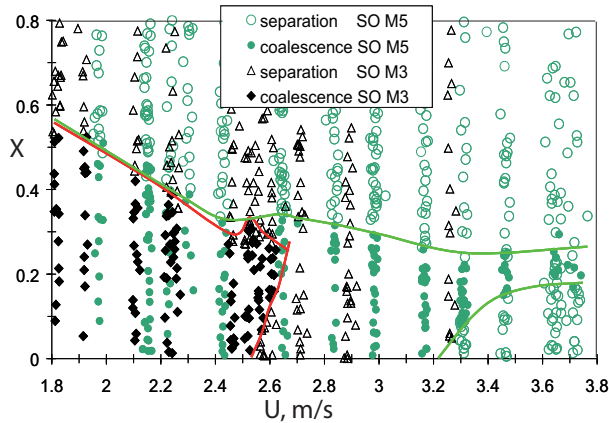 0.8
separation SO M5
coalescence SO M5
separation SO M3
coalescence SO M3
0.6
X
0.4
0.2
0
1.8 2 2.2 2.4 2.6 2.8 3 3.2 3.4 3.6 3.8
U, m/s